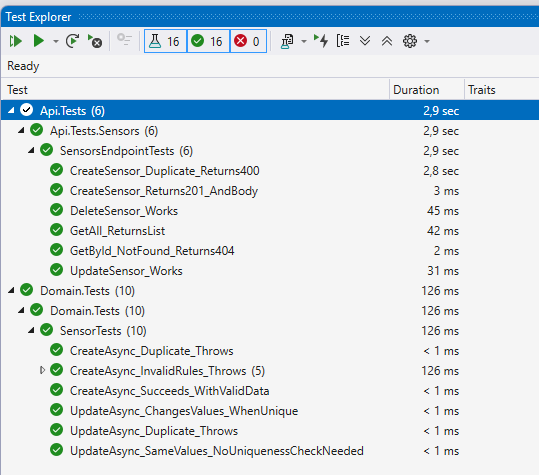 Test Explorer
16 16 0
Ready
Test Duration Traits
Api.Tests (6) 2,9 sec
Api.Tests.Sensors (6) 2,9 sec
SensorsEndpointTests (6) 2,9 sec
CreateSensor_Duplicate_Returns400 2,8 sec
CreateSensor_Returns201_AndBody 3 ms
DeleteSensor_Works 45 ms
GetAll_ReturnsList 42 ms
GetById_NotFound_Returns404 2 ms
UpdateSensor_Works 31 ms
Domain.Tests (10) 126 ms
Domain.Tests (10) 126 ms
SensorTests (10) 126 ms
CreateAsync_Duplicate_Throws < 1 ms
CreateAsync_InvalidRules_Throws (5) 126 ms
CreateAsync_Succeeds_WithValidData < 1 ms
UpdateAsync_ChangesValues_WhenUnique < 1 ms
UpdateAsync_Duplicate_Throws < 1 ms
UpdateAsync_SameValues_NoUniquenessCheckNeeded < 1 ms